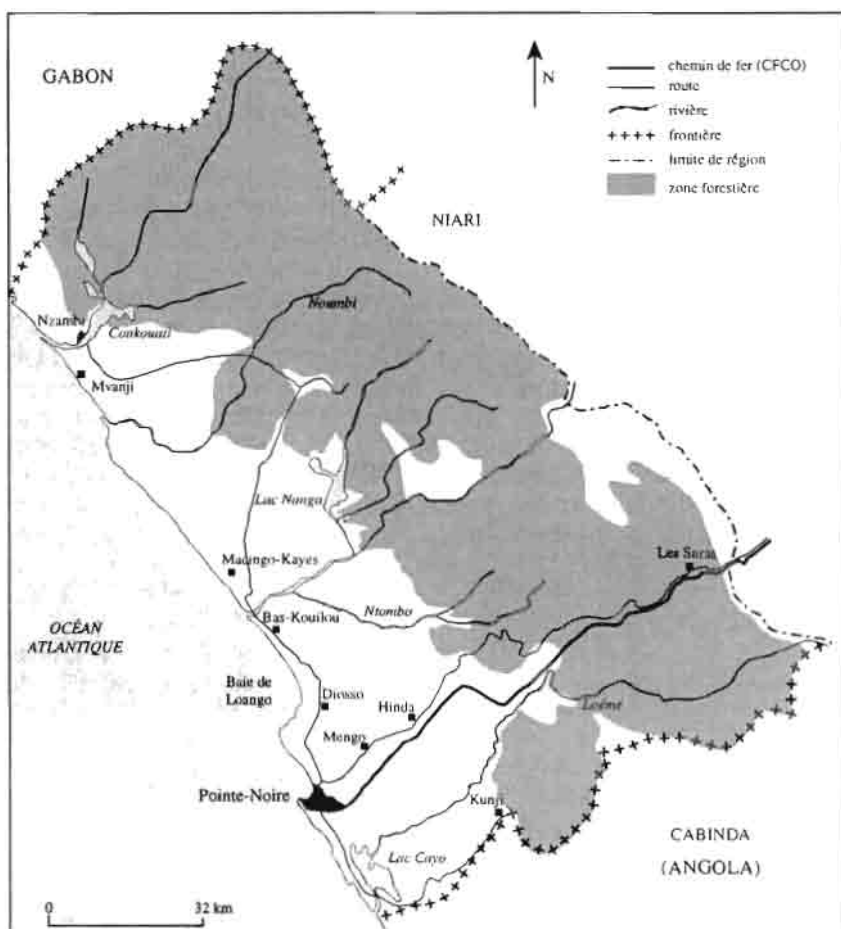 GABON
N
chemin de fer (CFCO)
route
rivière
frontière
limite de région
zone forestière
NIARI
Nzambi
Conkouati
Noumbi
Mvanji
Lac Nanga
Madingo-Kayes
Les Saras
Ntombo
Bas-Kouilou
OCÉAN
ATLANTIQUE
Baie de
Loango
Diosso
Hinda
Loémé
Mengo
Pointe-Noire
Kunji
CABINDA
(ANGOLA)
Lac Cayo
0
32 km